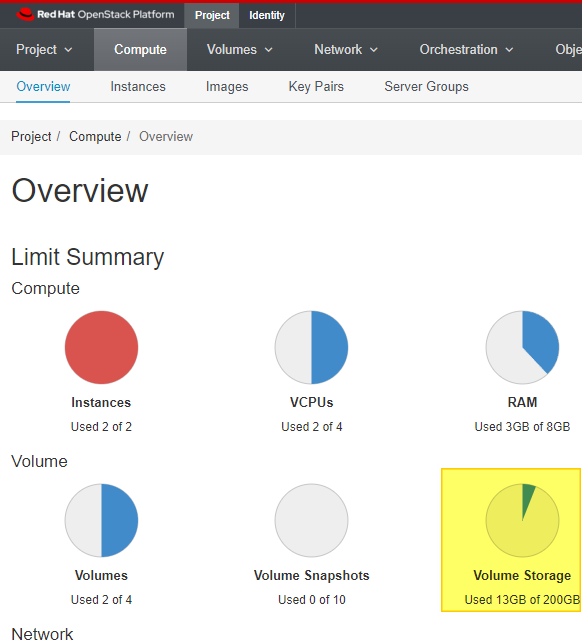 Red Hat OpenStack Platform Project Identity
Project Compute Volumes Network Orchestration Obje
Overview Instances Images Key Pairs Server Groups
Project / Compute / Overview
Overview
Limit Summary
Compute
Instances VCPUs RAM
Used 2 of 2 Used 2 of 4 Used 3GB of 8GB
Volume
Volumes Volume Snapshots Volume Storage
Used 2 of 4 Used 0 of 10 Used 13GB of 200GB
Network